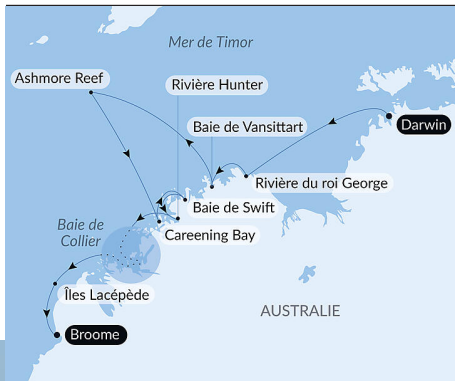 Mer de Timor
Ashmore Reef
Rivière Hunter
Baie de Vansittart
Darwin
Rivière du roi George
Baie de Swift
Baie de
Collier
Careening Bay
Îles Lacépède
AUSTRALIE
Broome